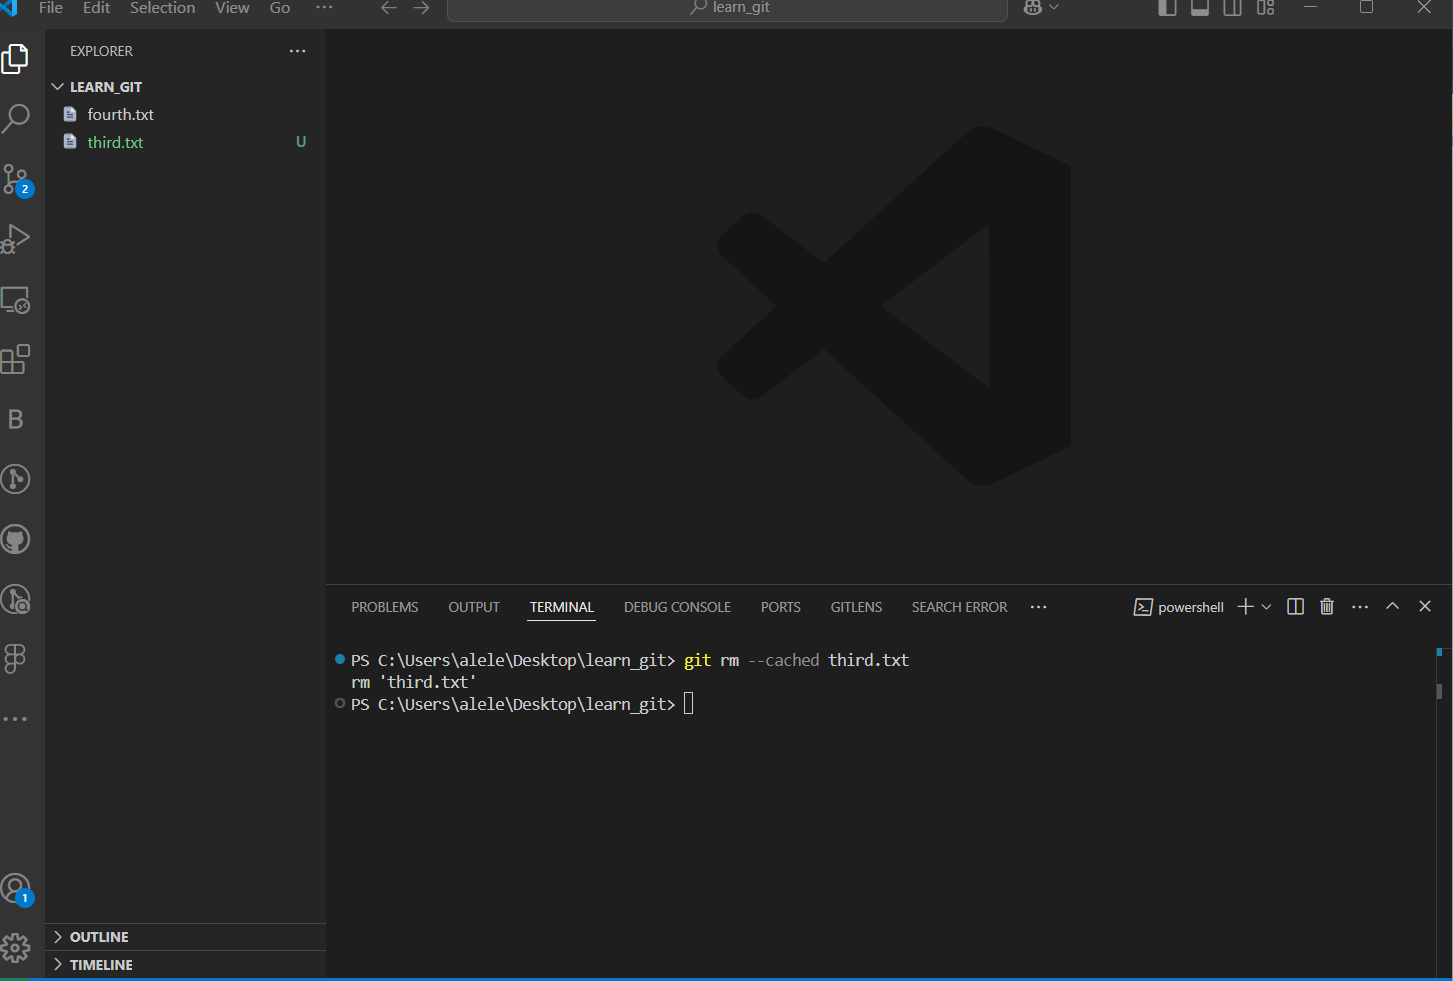 File Edit Selection View Go ··· learn_git
EXPLORER ···
LEARN_GIT
fourth.txt
third.txt U
2
B
PROBLEMS OUTPUT TERMINAL DEBUG CONSOLE PORTS GITLENS SEARCH ERROR ··· powershell ···
PS C:\Users\alele\Desktop\learn_git> git rm --cached third.txt
rm 'third.txt'
PS C:\Users\alele\Desktop\learn_git>
1
OUTLINE
TIMELINE